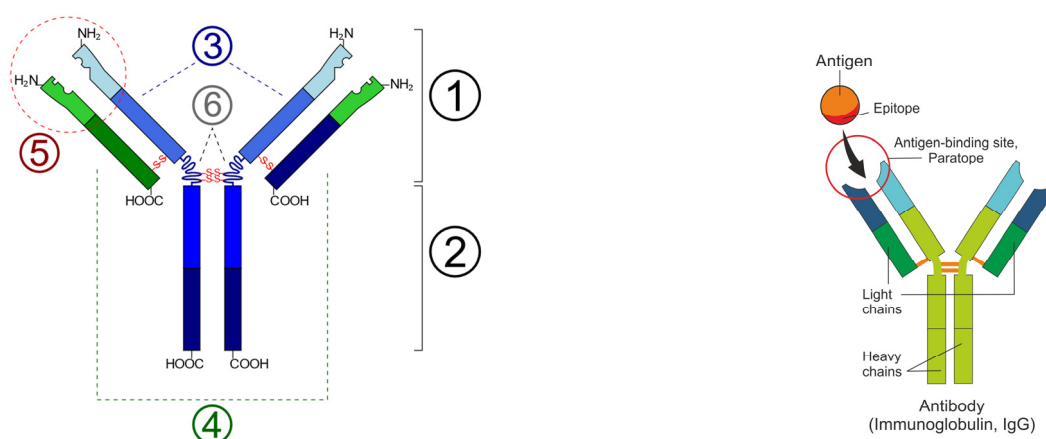 NH₂
H₂N
③
⑥
H₂N
NH₂
①
⑤
S-S
S-S
S-S
S-S
S-S
HOOC
COOH
②
HOOC
COOH
④
Antigen
Epitope
Antigen-binding site,
Paratope
Light
chains
Heavy
chains
Antibody
(Immunoglobulin, IgG)